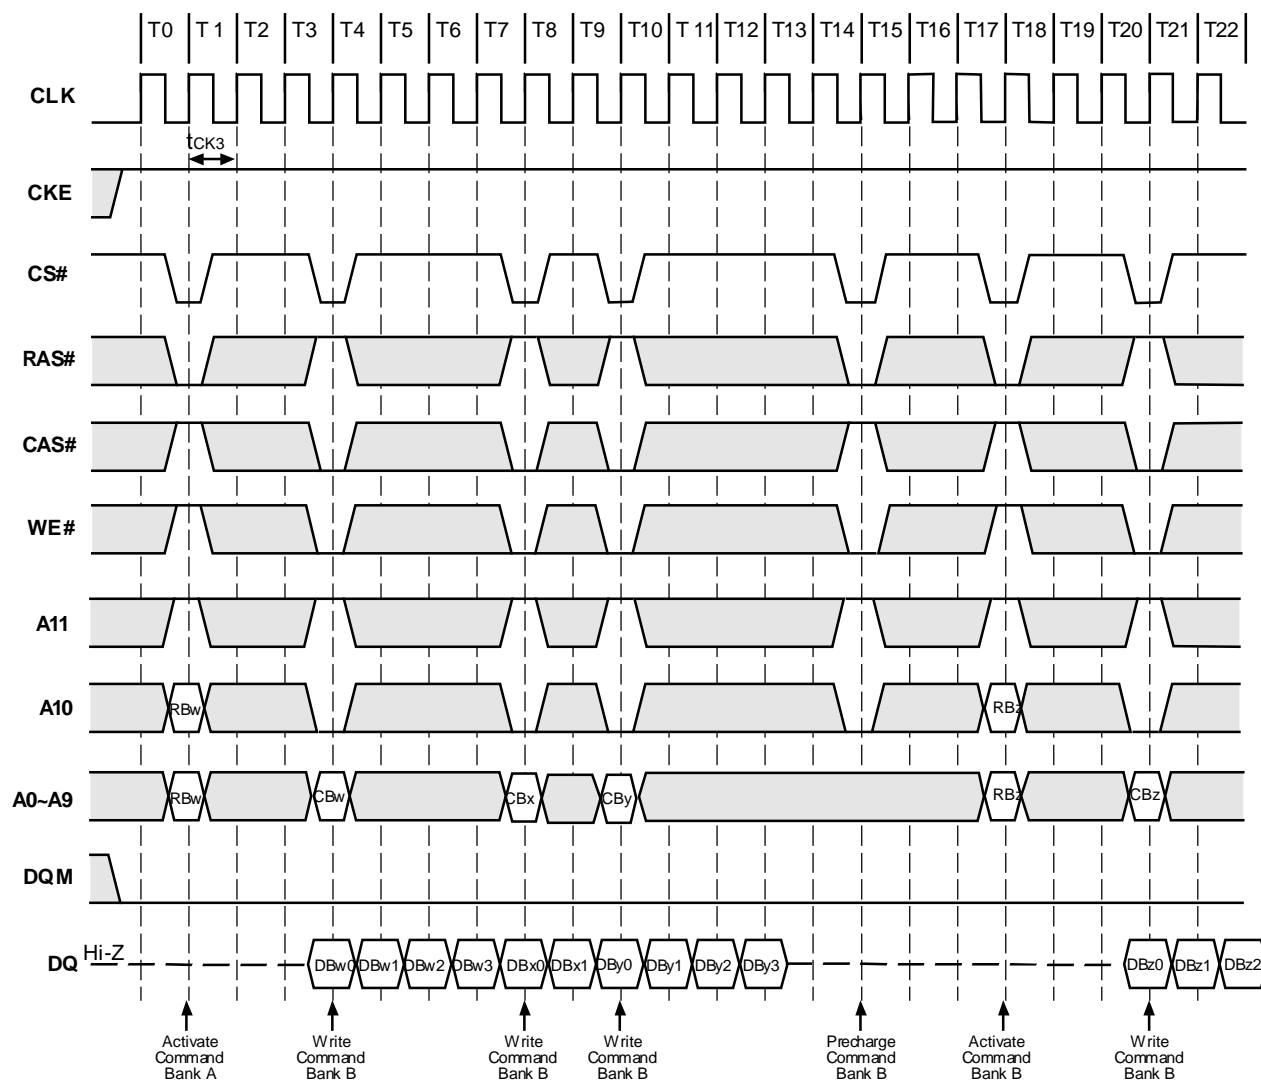 T0 T1 T2 T3 T4 T5 T6 T7 T8 T9 T10 T11 T12 T13 T14 T15 T16 T17 T18 T19 T20 T21 T22
CLK
tCK3
CKE
CS#
RAS#
CAS#
WE#
A11
A10 RBw RBz
A0~A9 RBw CBw CBx CBy RBz CBz
DQM
DQ Hi-Z DBw0 DBw1 DBw2 DBw3 DBx0 DBx1 DBy0 DBy1 DBy2 DBy3 DBz0 DBz1 DBz2
Activate
Command
Bank A
Write
Command
Bank B
Write
Command
Bank B
Write
Command
Bank B
Precharge
Command
Bank B
Activate
Command
Bank B
Write
Command
Bank B